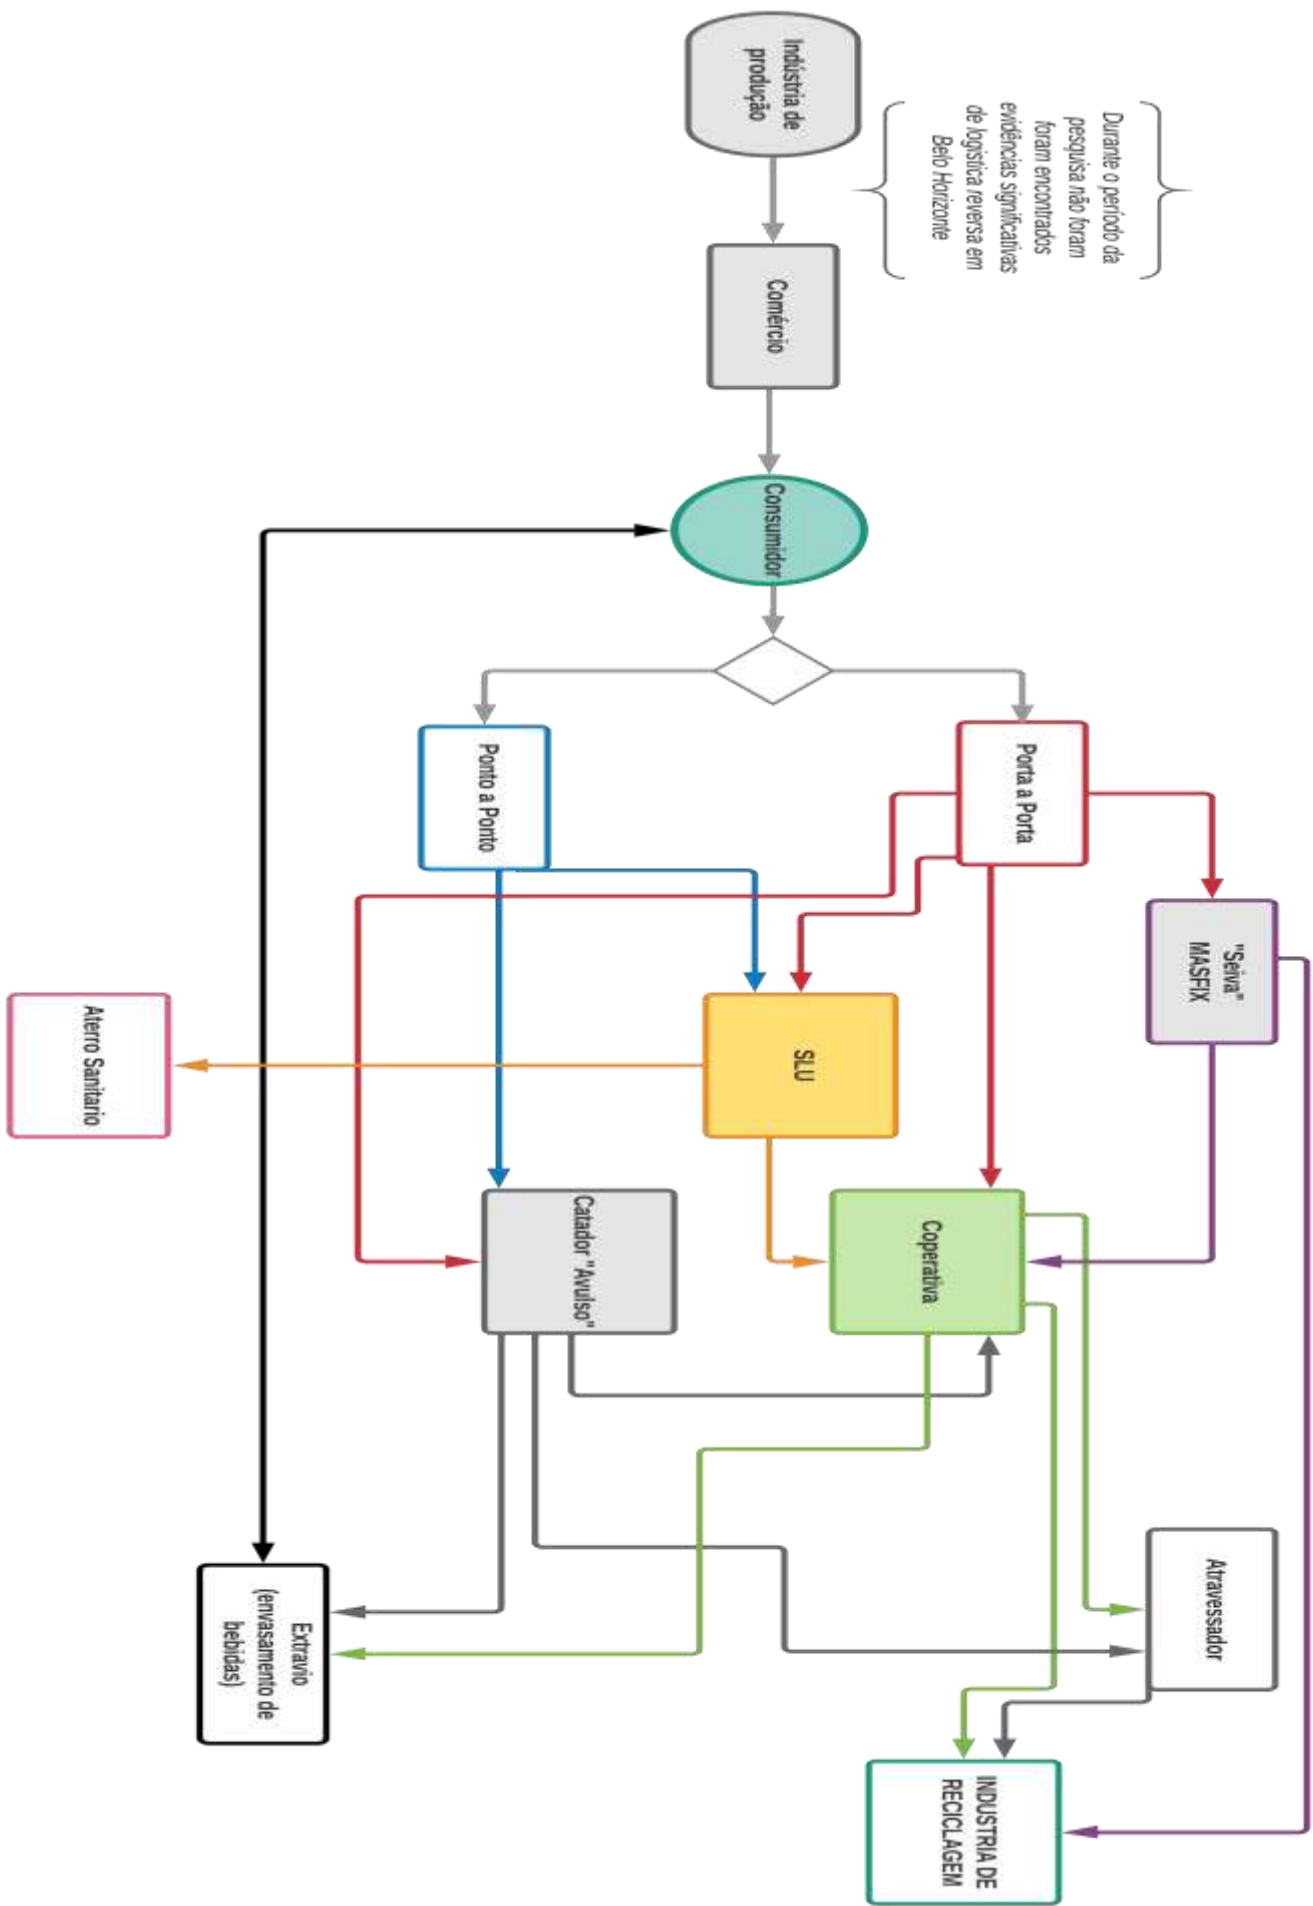 Durante o período da
pesquisa não foram
foram encontrados
evidências significativas
de logistica reversa em
Belo Horizonte
Indústria de
produção
Comércio
Consumidor
Porta a Porta
Ponto a Ponto
"Seiva"
MASFIX
SLU
Aterro Sanitario
Coperativa
Catador "Avulso"
Atravessador
Extravio
(envasamento de
bebidas)
INDUSTRIA DE
RECICLAGEM